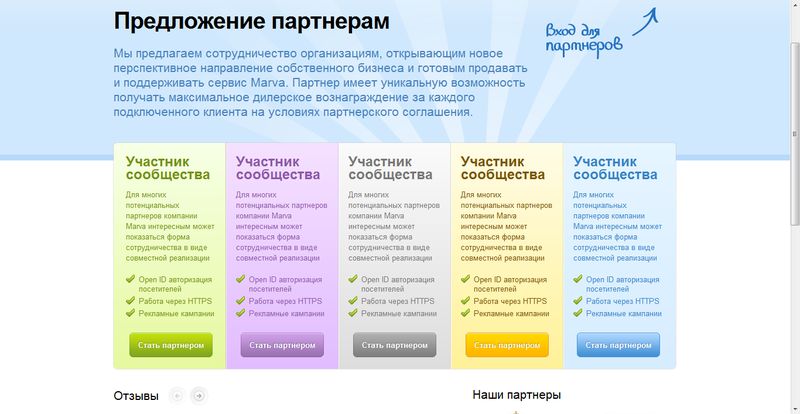 Предложение партнерам
Вход для
партнеров
Мы предлагаем сотрудничество организациям, открывающим новое
перспективное направление собственного бизнеса и готовым продавать
и поддерживать сервис Marva. Партнер имеет уникальную возможность
получать максимальное дилерское вознаграждение за каждого
подключенного клиента на условиях партнерского соглашения.
Участник
сообщества
Для многих
потенциальных
партнеров компании
Marva интересным может
показаться форма
сотрудничества в виде
совместной реализации
Open ID авторизация
посетителей
Работа через HTTPS
Рекламные кампании
Стать партнером
Участник
сообщества
Для многих
потенциальных
партнеров компании
Marva интересным может
показаться форма
сотрудничества в виде
совместной реализации
Open ID авторизация
посетителей
Работа через HTTPS
Рекламные кампании
Стать партнером
Участник
сообщества
Для многих
потенциальных
партнеров компании
Marva интересным может
показаться форма
сотрудничества в виде
совместной реализации
Open ID авторизация
посетителей
Работа через HTTPS
Рекламные кампании
Стать партнером
Участник
сообщества
Для многих
потенциальных
партнеров компании
Marva интересным может
показаться форма
сотрудничества в виде
совместной реализации
Open ID авторизация
посетителей
Работа через HTTPS
Рекламные кампании
Стать партнером
Участник
сообщества
Для многих
потенциальных
партнеров компании
Marva интересным может
показаться форма
сотрудничества в виде
совместной реализации
Open ID авторизация
посетителей
Работа через HTTPS
Рекламные кампании
Стать партнером
Отзывы
Наши партнеры